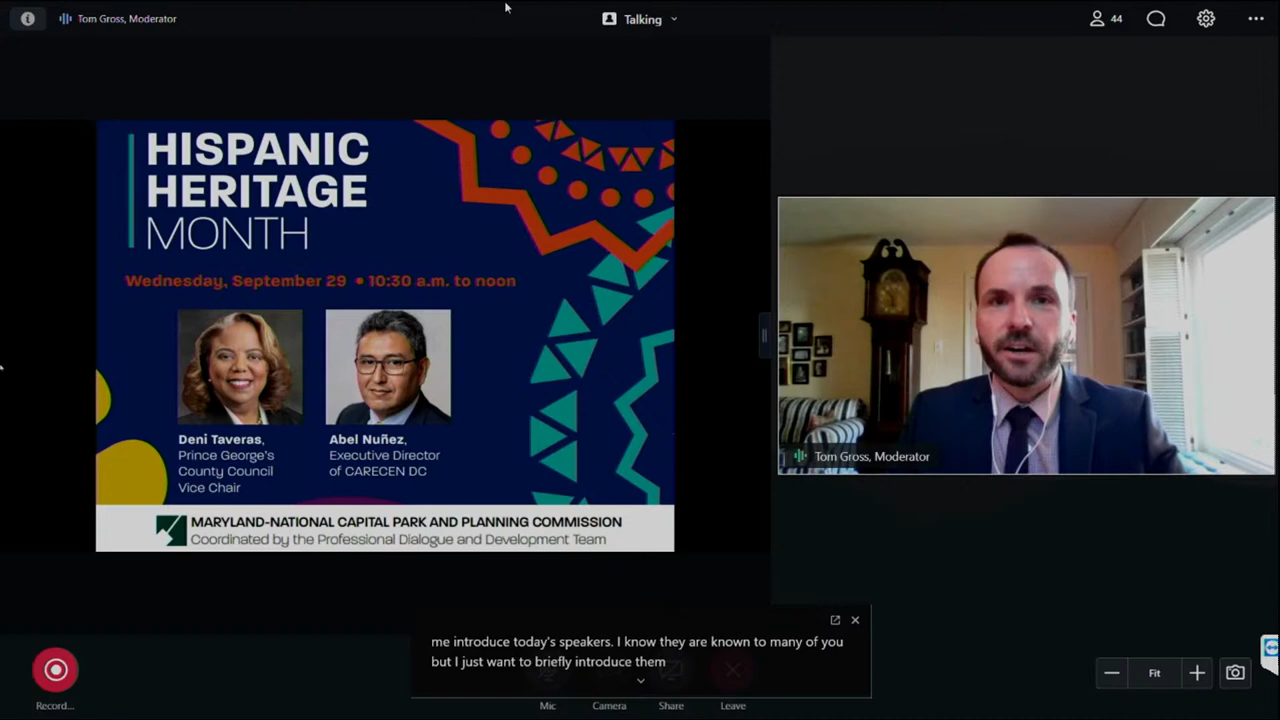 Tom Gross, Moderator
Talking
44
HISPANIC
HERITAGE
MONTH
Wednesday, September 29 • 10:30 a.m. to noon
Deni Taveras,
Prince George's
County Council
Vice Chair
Abel Nuñez,
Executive Director
of CARECEN DC
MARYLAND-NATIONAL CAPITAL PARK AND PLANNING COMMISSION
Coordinated by the Professional Dialogue and Development Team
Tom Gross, Moderator
me introduce today's speakers. I know they are known to many of you
but I just want to briefly introduce them
Record...
Mic
Camera
Share
Leave
Fit